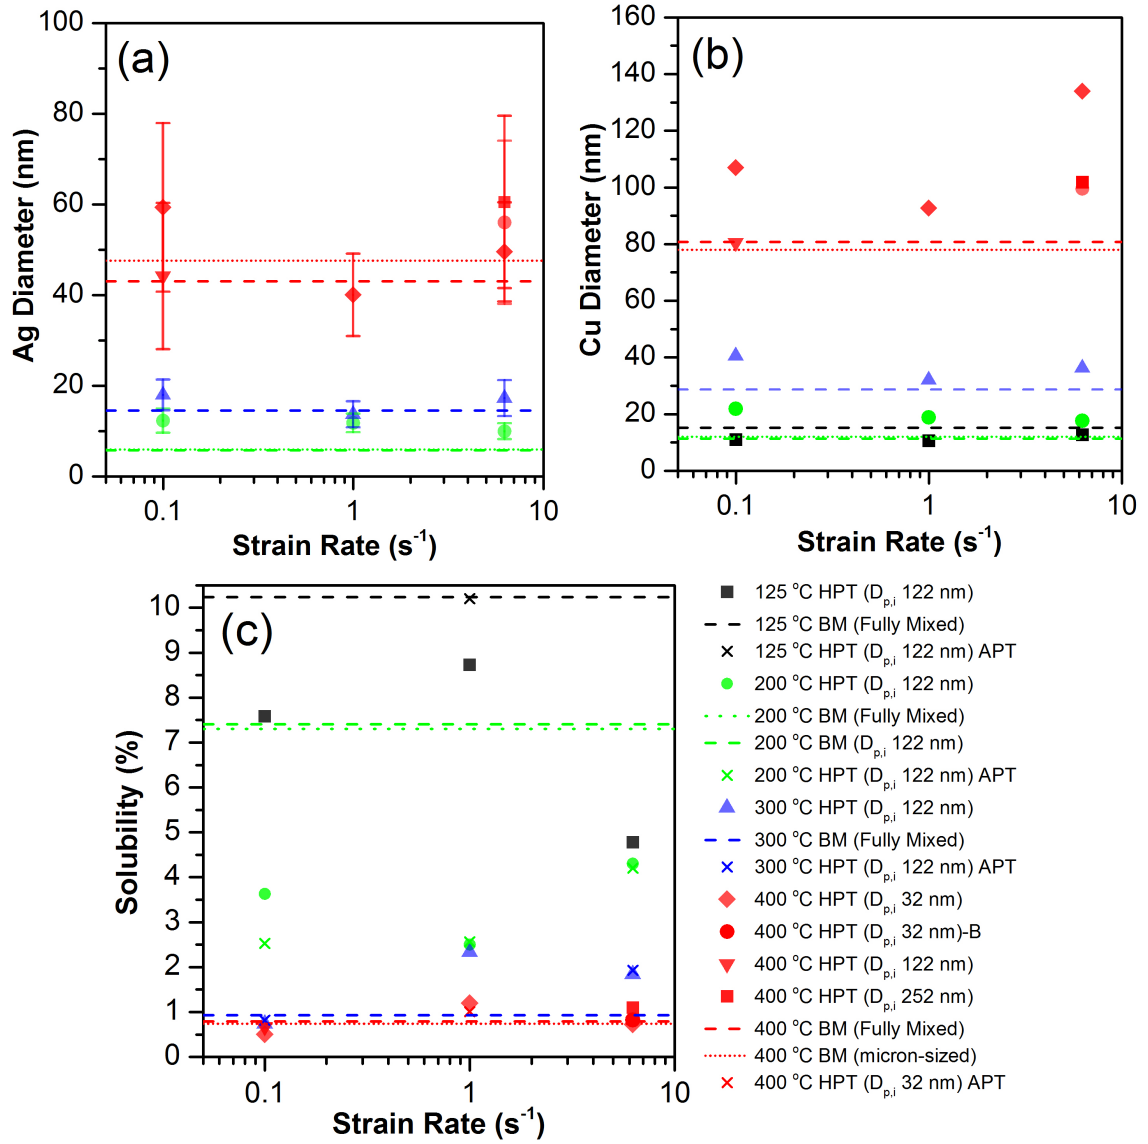 (a)
100
80
60
40
20
0
Ag Diameter (nm)
0.1 1 10
Strain Rate (s⁻¹)
(b)
160
140
120
100
80
60
40
20
0
Cu Diameter (nm)
0.1 1 10
Strain Rate (s⁻¹)
(c)
10
9
8
7
6
5
4
3
2
1
0
Solubility (%)
0.1 1 10
Strain Rate (s⁻¹)
125 °C HPT (Dp,i 122 nm)
125 °C BM (Fully Mixed)
125 °C HPT (Dp,i 122 nm) APT
200 °C HPT (Dp,i 122 nm)
200 °C BM (Fully Mixed)
200 °C BM (Dp,i 122 nm)
200 °C HPT (Dp,i 122 nm) APT
300 °C HPT (Dp,i 122 nm)
300 °C BM (Fully Mixed)
300 °C HPT (Dp,i 122 nm) APT
400 °C HPT (Dp,i 32 nm)
400 °C HPT (Dp,i 32 nm)-B
400 °C HPT (Dp,i 122 nm)
400 °C HPT (Dp,i 252 nm)
400 °C BM (Fully Mixed)
400 °C BM (micron-sized)
400 °C HPT (Dp,i 32 nm) APT